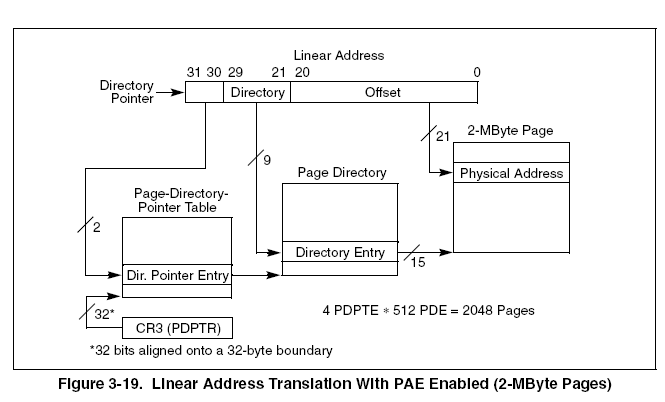 Linear Address
31 30 29 21 20 0
Directory Pointer
Directory
Offset
21
2-MByte Page
9
Page Directory
Physical Address
Page-Directory-
Pointer Table
2
Directory Entry
15
Dir. Pointer Entry
32*
4 PDPTE * 512 PDE = 2048 Pages
CR3 (PDPTR)
*32 bits aligned onto a 32-byte boundary
Figure 3-19. Linear Address Translation With PAE Enabled (2-MByte Pages)